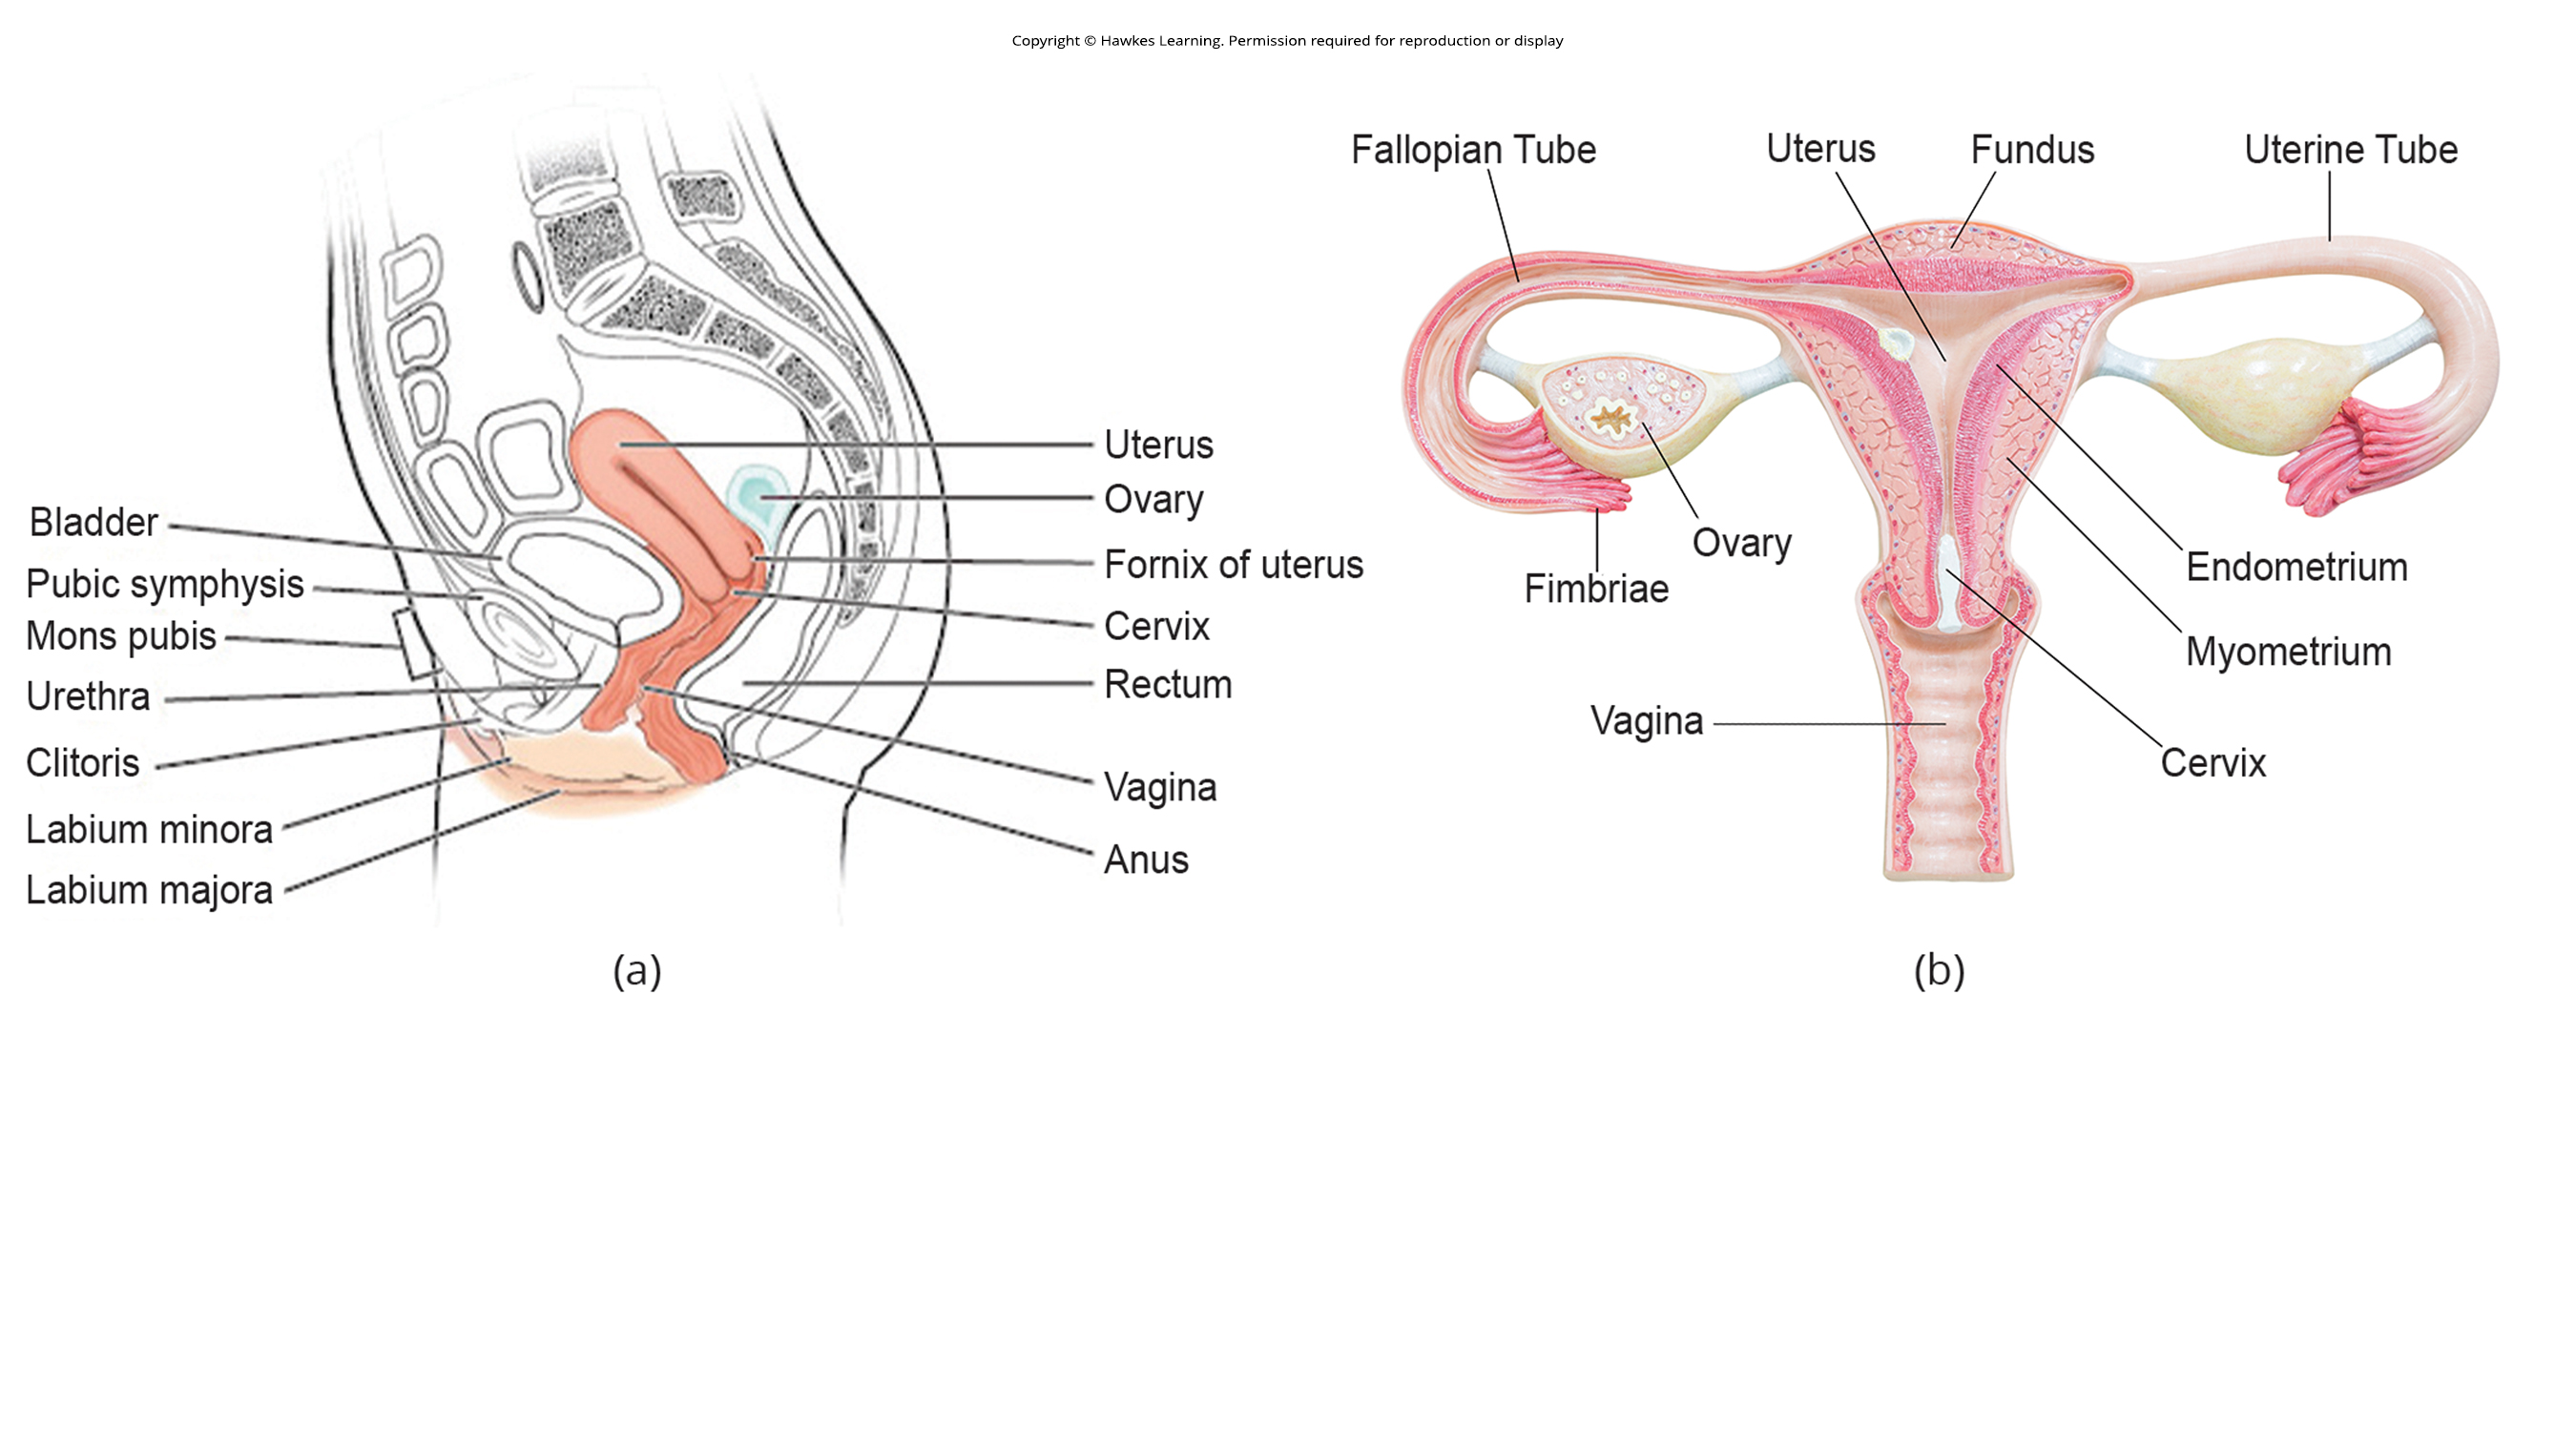 Copyright © Hawkes Learning. Permission required for reproduction or display
Bladder
Pubic symphysis
Mons pubis
Urethra
Clitoris
Labium minora
Labium majora
Uterus
Ovary
Fornix of uterus
Cervix
Rectum
Vagina
Anus
(a)
Fallopian Tube
Uterus
Fundus
Uterine Tube
Ovary
Fimbriae
Endometrium
Myometrium
Vagina
Cervix
(b)